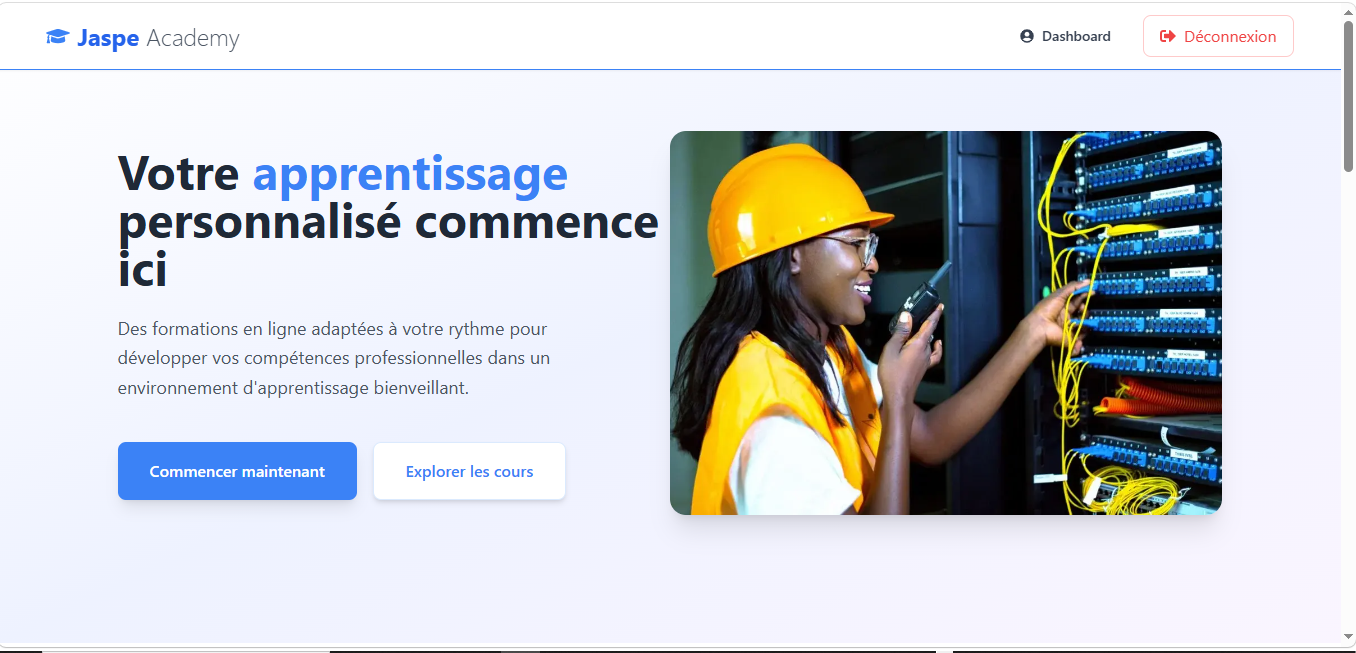 Jaspe Academy
Dashboard
Déconnexion
Votre apprentissage
personnalisé commence
ici
Des formations en ligne adaptées à votre rythme pour
développer vos compétences professionnelles dans un
environnement d'apprentissage bienveillant.
Commencer maintenant
Explorer les cours